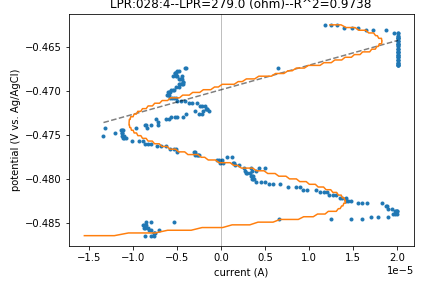 LPR:028:4--LPR=279.0 (ohm)--R^2=0.9738
−0.465
−0.470
−0.475
−0.480
−0.485
potential (V vs. Ag/AgCl)
−1.5 −1.0 −0.5 0.0 0.5 1.0 1.5 2.0
1e−5
current (A)